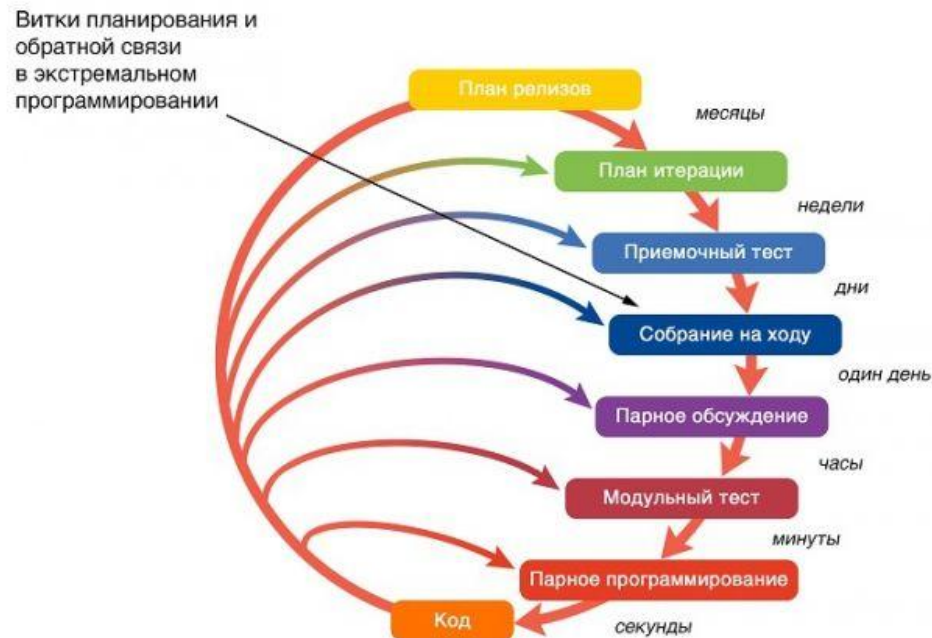 Витки планирования и
обратной связи
в экстремальном
программировании
План релизов
месяцы
План итерации
недели
Приемочный тест
дни
Собрание на ходу
один день
Парное обсуждение
часы
Модульный тест
минуты
Парное программирование
Код
секунды